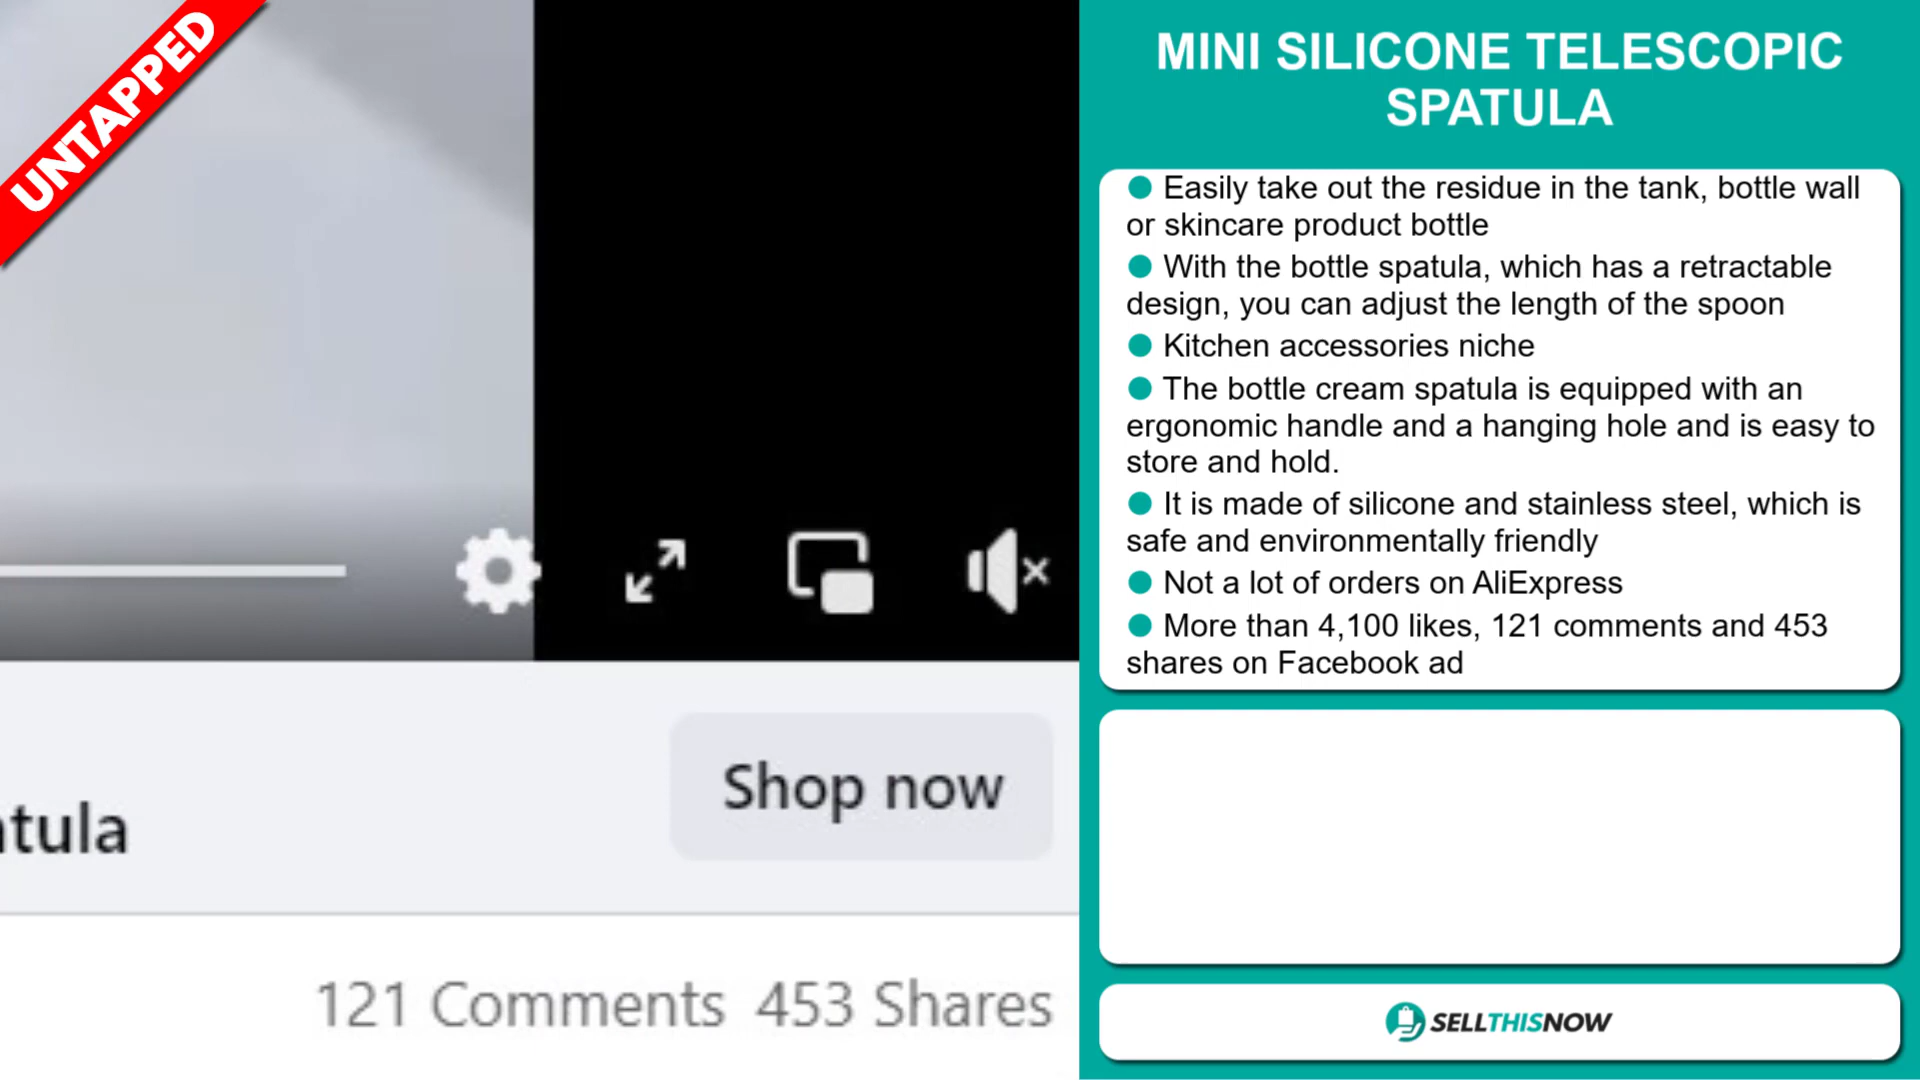 UNTAPPED
atula
Shop now
121 Comments 453 Shares
MINI SILICONE TELESCOPIC
SPATULA
● Easily take out the residue in the tank, bottle wall
or skincare product bottle
● With the bottle spatula, which has a retractable
design, you can adjust the length of the spoon
● Kitchen accessories niche
● The bottle cream spatula is equipped with an
ergonomic handle and a hanging hole and is easy to
store and hold.
● It is made of silicone and stainless steel, which is
safe and environmentally friendly
● Not a lot of orders on AliExpress
● More than 4,100 likes, 121 comments and 453
shares on Facebook ad
SELLTHISNOW